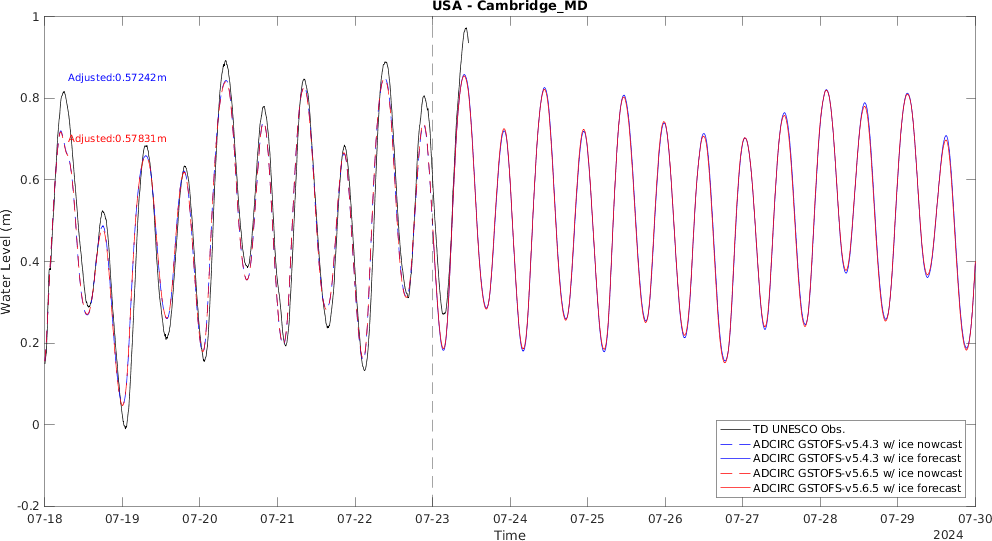 USA - Cambridge_MD
Water Level (m)
1
0.8
0.6
0.4
0.2
0
-0.2
Adjusted:0.57242m
Adjusted:0.57831m
TD UNESCO Obs.
ADCIRC GSTOFS-v5.4.3 w/ ice nowcast
ADCIRC GSTOFS-v5.4.3 w/ ice forecast
ADCIRC GSTOFS-v5.6.5 w/ ice nowcast
ADCIRC GSTOFS-v5.6.5 w/ ice forecast
07-18 07-19 07-20 07-21 07-22 07-23 07-24 07-25 07-26 07-27 07-28 07-29 07-30
Time
2024